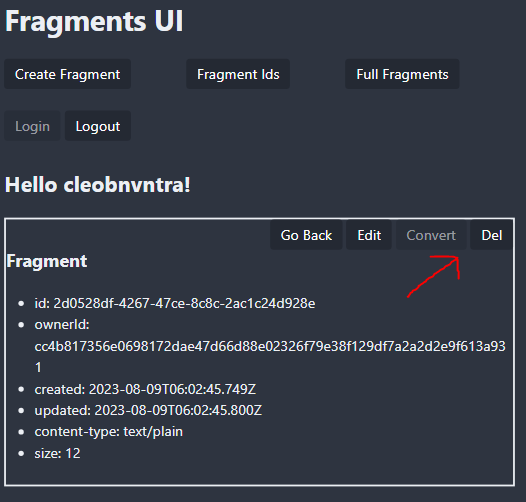 Fragments UI
Create Fragment Fragment Ids Full Fragments
Login Logout
Hello cleobnvntra!
Go Back Edit Convert Del
Fragment
id: 2d0528df-4267-47ce-8c8c-2ac1c24d928e
ownerId:
cc4b817356e0698172dae47d66d88e02326f79e38f129df7a2a2d2e9f613a93
1
created: 2023-08-09T06:02:45.749Z
updated: 2023-08-09T06:02:45.800Z
content-type: text/plain
size: 12